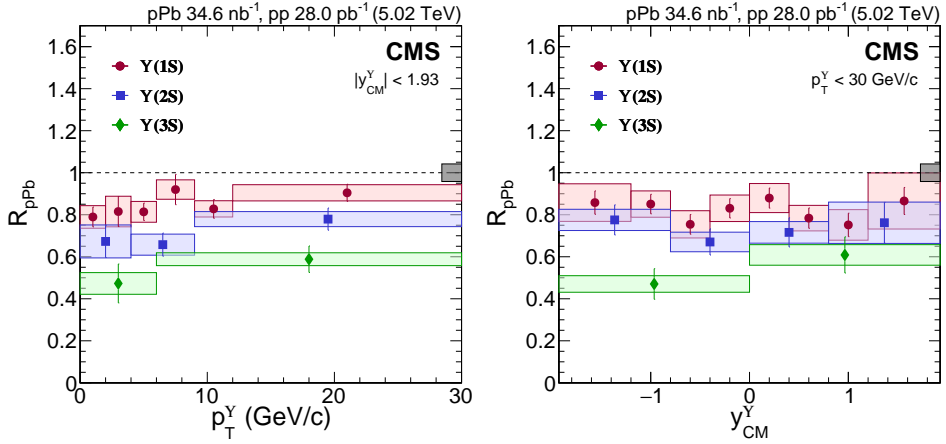 pPb 34.6 nb⁻¹, pp 28.0 pb⁻¹ (5.02 TeV)
CMS
|y_CM^Υ| < 1.93
Υ(1S)
Υ(2S)
Υ(3S)
R_pPb
1.6
1.4
1.2
1
0.8
0.6
0.4
0.2
0
0 10 20 30
p_T^Υ (GeV/c)
pPb 34.6 nb⁻¹, pp 28.0 pb⁻¹ (5.02 TeV)
CMS
p_T^Υ < 30 GeV/c
Υ(1S)
Υ(2S)
Υ(3S)
R_pPb
1.6
1.4
1.2
1
0.8
0.6
0.4
0.2
0
−1 0 1
y_CM^Υ